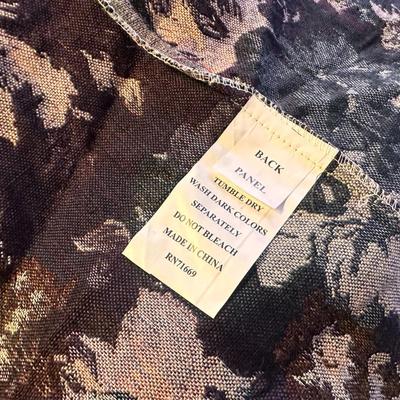 BACK
PANEL
TUMBLE DRY
WASH DARK COLORS
SEPARATELY
DO NOT BLEACH
MADE IN CHINA
RN71669